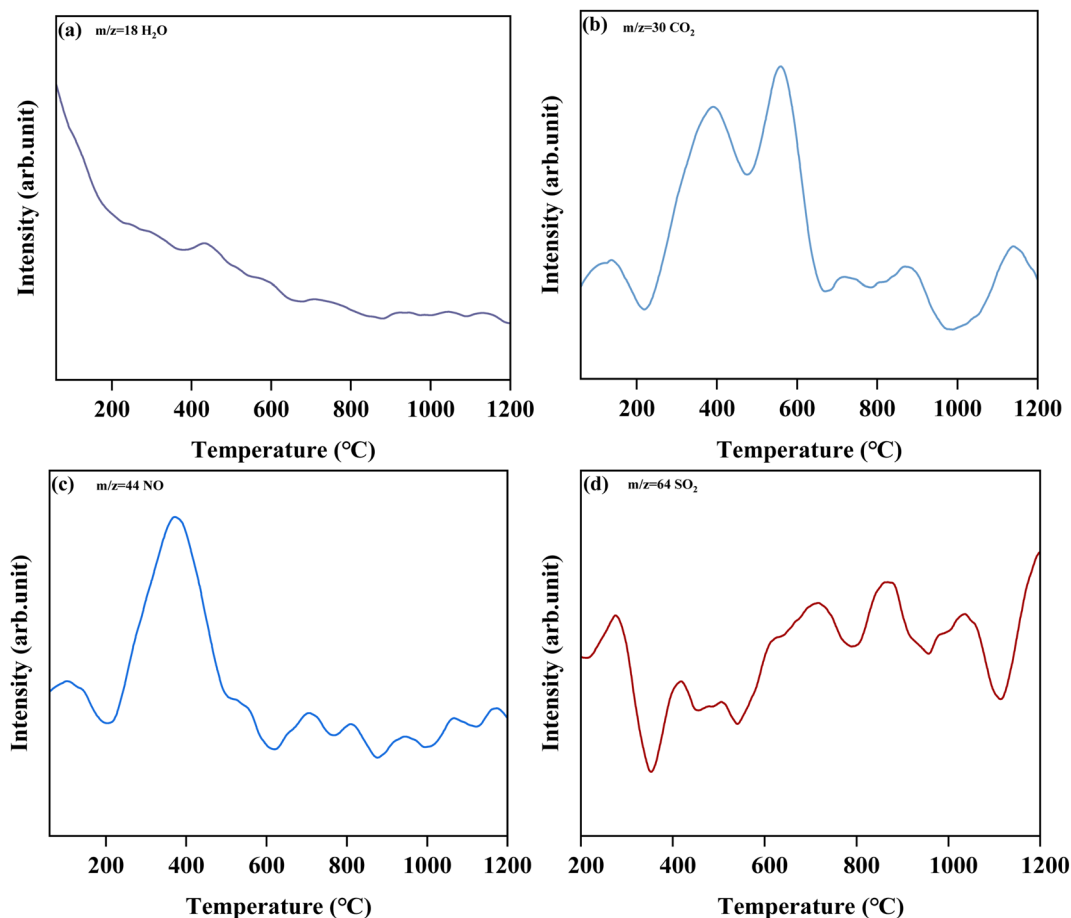 (a) m/z=18 H₂O
Intensity (arb.unit)
200 400 600 800 1000 1200
Temperature (°C)
(b) m/z=30 CO₂
Intensity (arb.unit)
200 400 600 800 1000 1200
Temperature (°C)
(c) m/z=44 NO
Intensity (arb.unit)
200 400 600 800 1000 1200
Temperature (°C)
(d) m/z=64 SO₂
Intensity (arb.unit)
200 400 600 800 1000 1200
Temperature (°C)